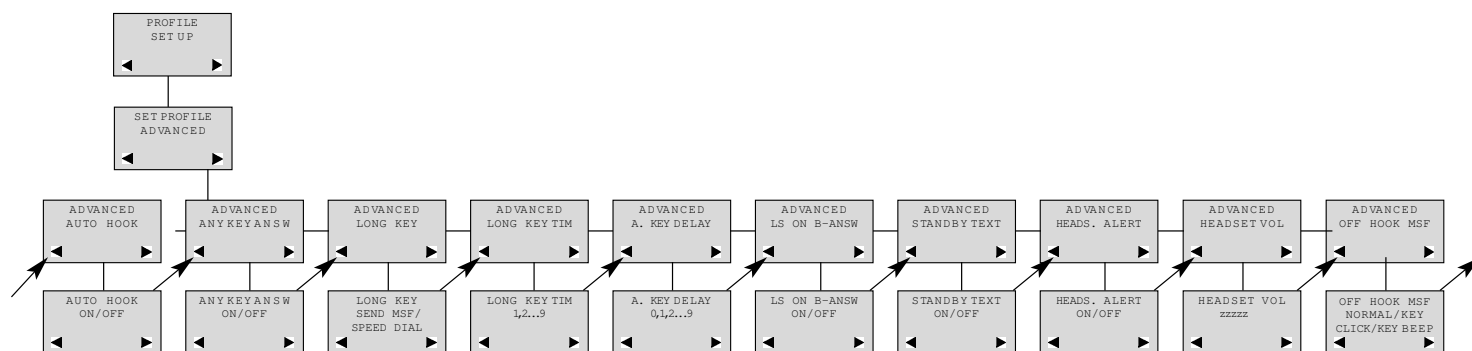 PROFILE
SET UP
SET PROFILE
ADVANCED
ADVANCED
AUTO HOOK
ADVANCED
ANY KEY ANSW
ADVANCED
LONG KEY
ADVANCED
LONG KEY TIM
ADVANCED
A. KEY DELAY
ADVANCED
LS ON B-ANSW
ADVANCED
STANDBY TEXT
ADVANCED
HEADS. ALERT
ADVANCED
HEADSET VOL
ADVANCED
OFF HOOK MSF
AUTO HOOK
ON/OFF
ANY KEY ANSW
ON/OFF
LONG KEY
SEND MSF/
SPEED DIAL
LONG KEY TIM
1,2...9
A. KEY DELAY
0,1,2...9
LS ON B-ANSW
ON/OFF
STANDBY TEXT
ON/OFF
HEADS. ALERT
ON/OFF
HEADSET VOL
zzzzz
OFF HOOK MSF
NORMAL/KEY
CLICK/KEY BEEP